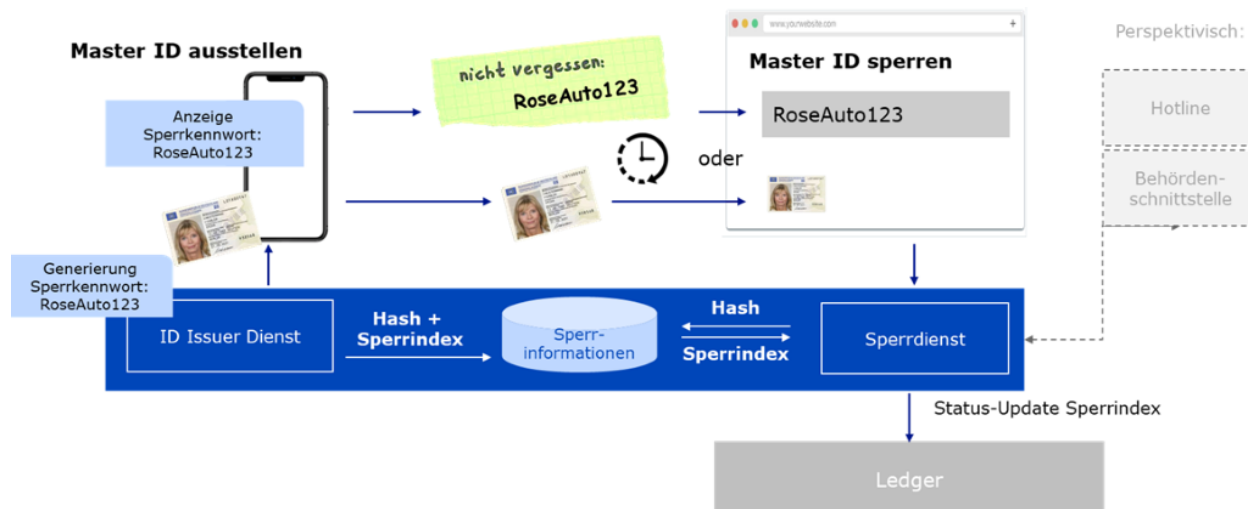 www.yourwebsite.com
+
Perspektivisch:
Master ID ausstellen
nicht vergessen:
RoseAuto123
Master ID sperren
RoseAuto123
Anzeige
Sperrkennwort:
RoseAuto123
Hotline
oder
Behörden-
schnittstelle
Generierung
Sperrkennwort:
RoseAuto123
ID Issuer Dienst
Hash +
Sperrindex
Sperr-
informationen
Hash
Sperrindex
Sperrdienst
Status-Update Sperrindex
Ledger